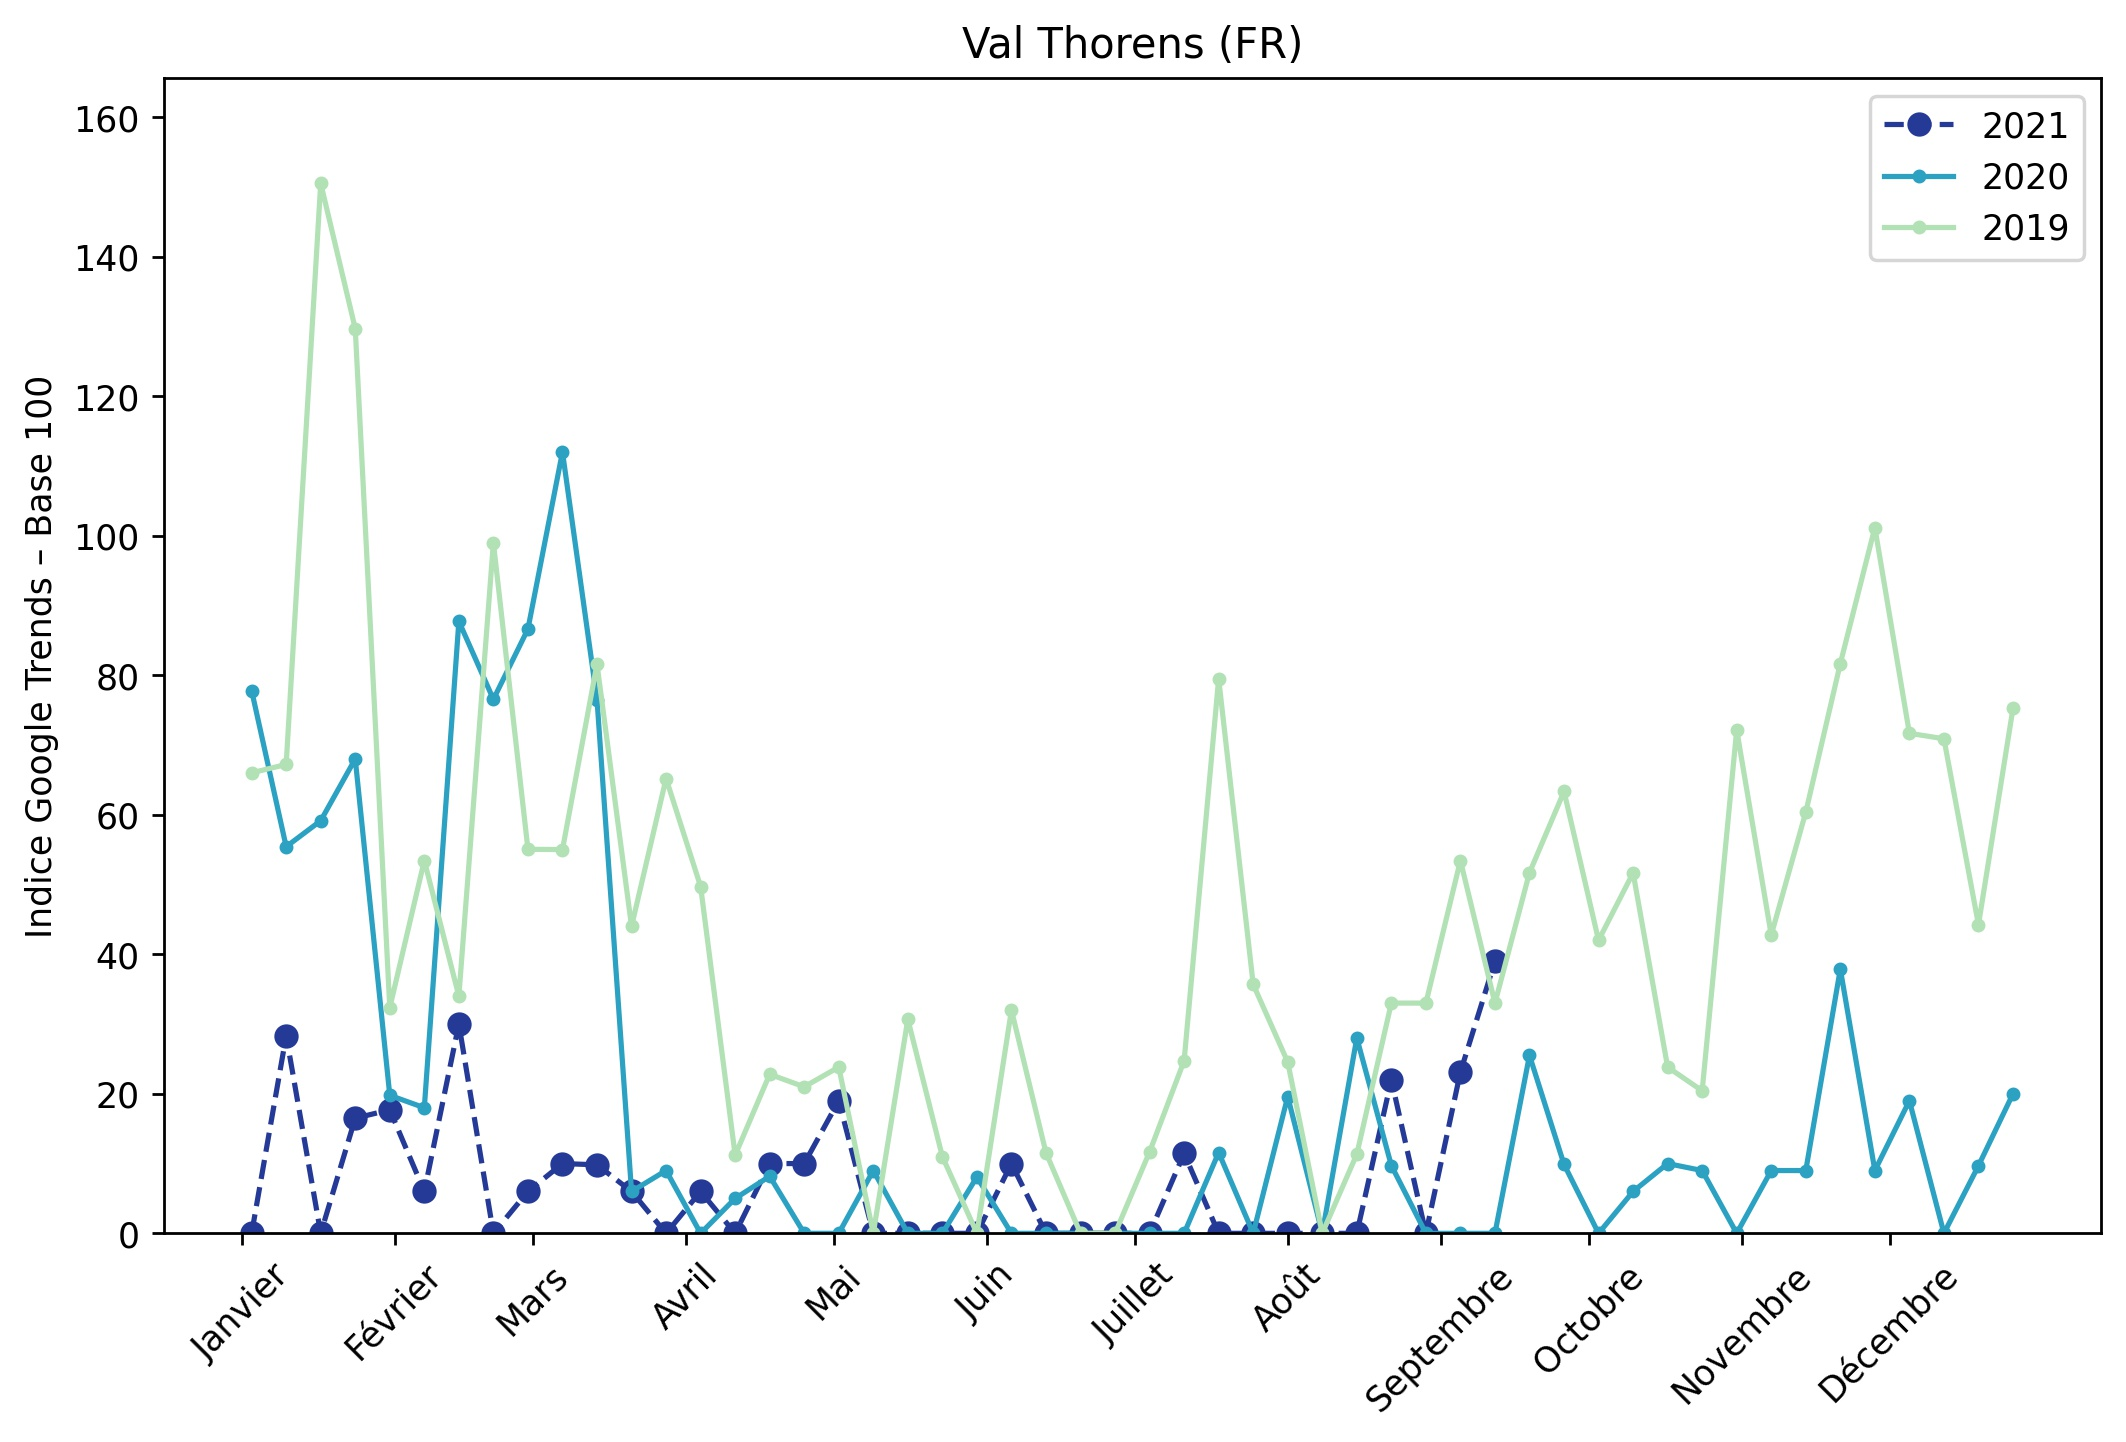 Val Thorens (FR)
2021
2020
2019
Indice Google Trends – Base 100
160
140
120
100
80
60
40
20
0
Janvier
Février
Mars
Avril
Mai
Juin
Juillet
Août
Septembre
Octobre
Novembre
Décembre